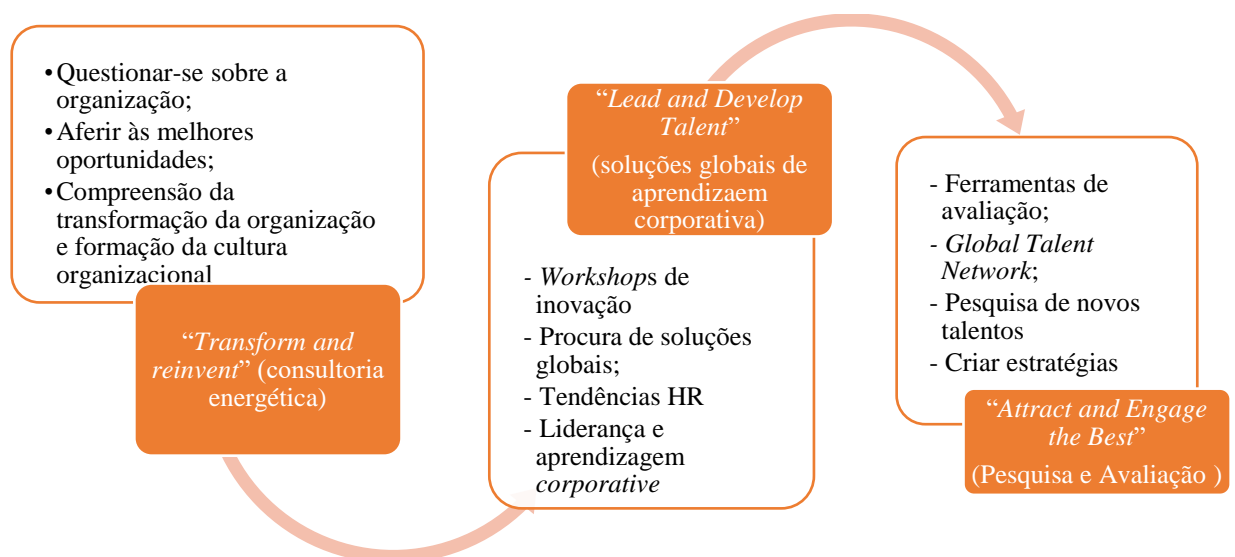 •Questionar-se sobre a
organização;
•Aferir às melhores
oportunidades;
•Compreensão da
transformação da organização
e formação da cultura
organizacional
“Transform and
reinvent” (consultoria
energética)
“Lead and Develop
Talent”
(soluções globais de
aprendizaem
corporativa)
- Workshops de
inovação
- Procura de soluções
globais;
- Tendências HR
- Liderança e
aprendizagem
corporative
- Ferramentas de
avaliação;
- Global Talent
Network;
- Pesquisa de novos
talentos
- Criar estratégias
“Attract and Engage
the Best”
(Pesquisa e Avaliação )